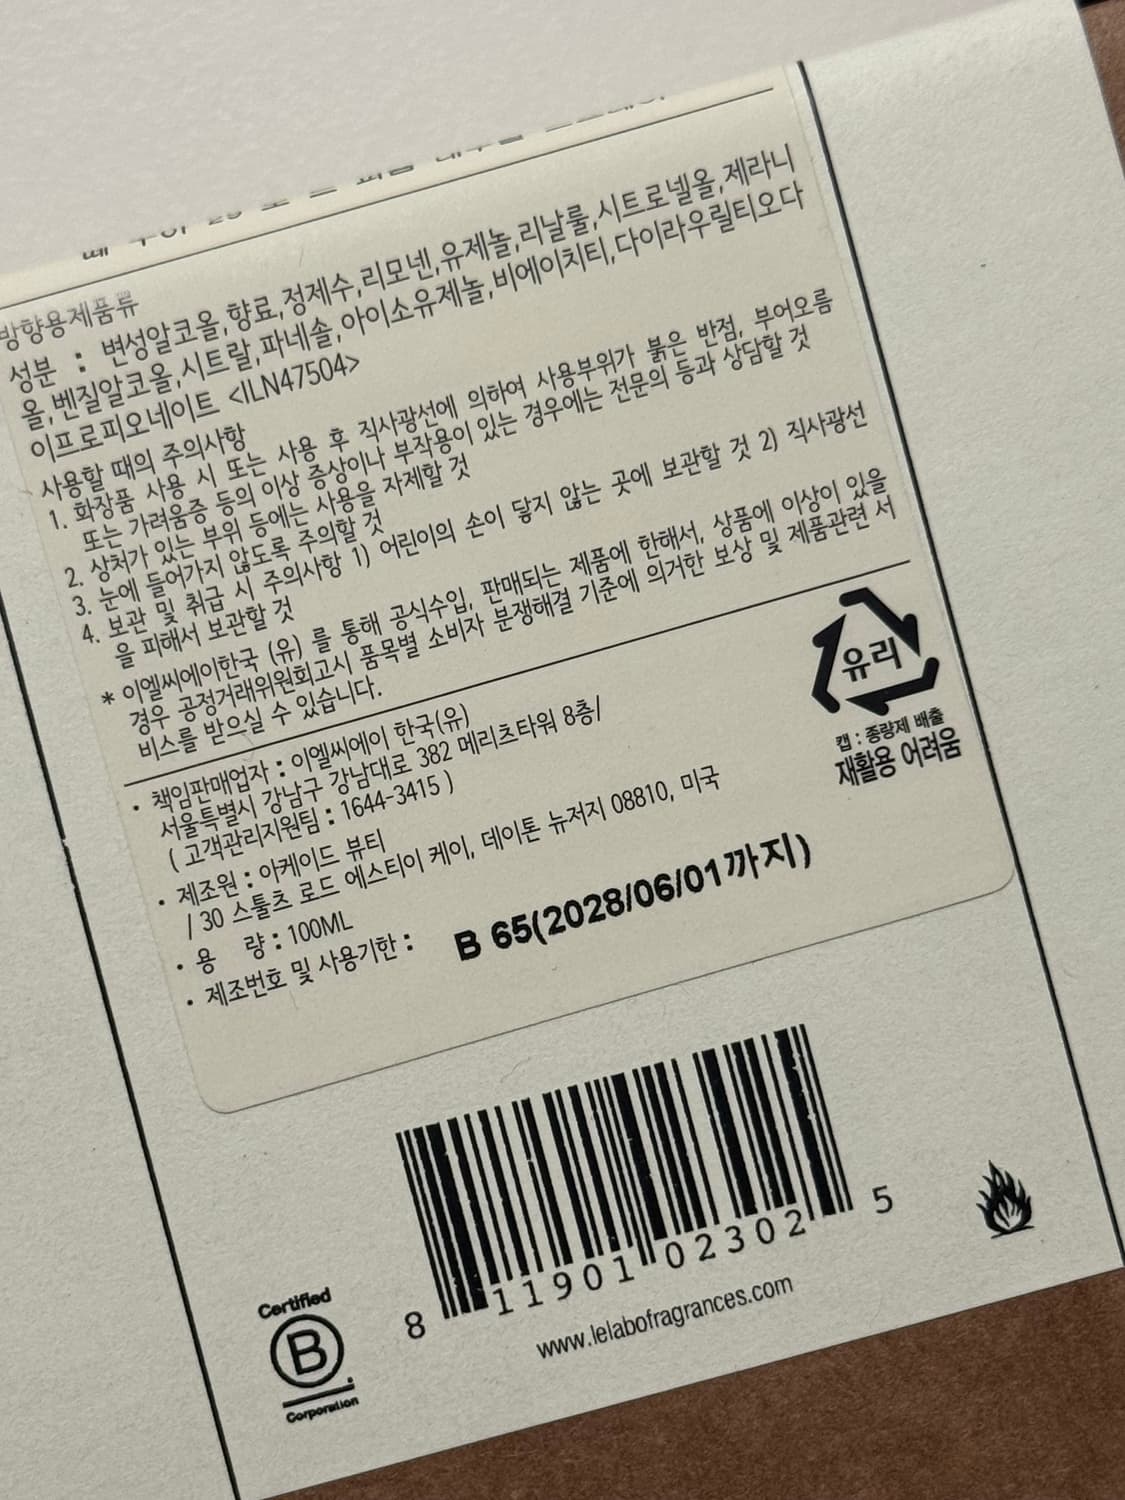 방향용제품류
성분 : 변성알코올,향료,정제수,리모넨,유제놀,리날룰,시트로넬올,제라니
올,벤질알코올,시트랄,파네솔,아이소유제놀,비에이치티,다이라우릴티오다
이프로피오네이트 <ILN47504>
사용할 때의 주의사항
1. 화장품 사용 시 또는 사용 후 직사광선에 의하여 사용부위가 붉은 반점, 부어오름
또는 가려움증 등의 이상 증상이나 부작용이 있는 경우에는 전문의 등과 상담할 것
2. 상처가 있는 부위 등에는 사용을 자제할 것
3. 눈에 들어가지 않도록 주의할 것
4. 보관 및 취급 시 주의사항 1) 어린이의 손이 닿지 않는 곳에 보관할 것 2) 직사광선
을 피해서 보관할 것
* 이엘씨에이한국 (유) 를 통해 공식수입, 판매되는 제품에 한해서, 상품에 이상이 있을
경우 공정거래위원회고시 품목별 소비자 분쟁해결 기준에 의거한 보상 및 제품관련 서
비스를 받으실 수 있습니다.
유리
캡 : 종량제 배출
재활용 어려움
• 책임판매업자 : 이엘씨에이 한국(유)
서울특별시 강남구 강남대로 382 메리츠타워 8층/
( 고객관리지원팀 : 1644-3415 )
• 제조원 : 아케이드 뷰티
/ 30 스툴츠 로드 에스티이 케이, 데이톤 뉴저지 08810, 미국
• 용 량 : 100ML
• 제조번호 및 사용기한 : B 65(2028/06/01까지)
8 11901 02302 5
www.lelabofragrances.com
Certified
B
Corporation